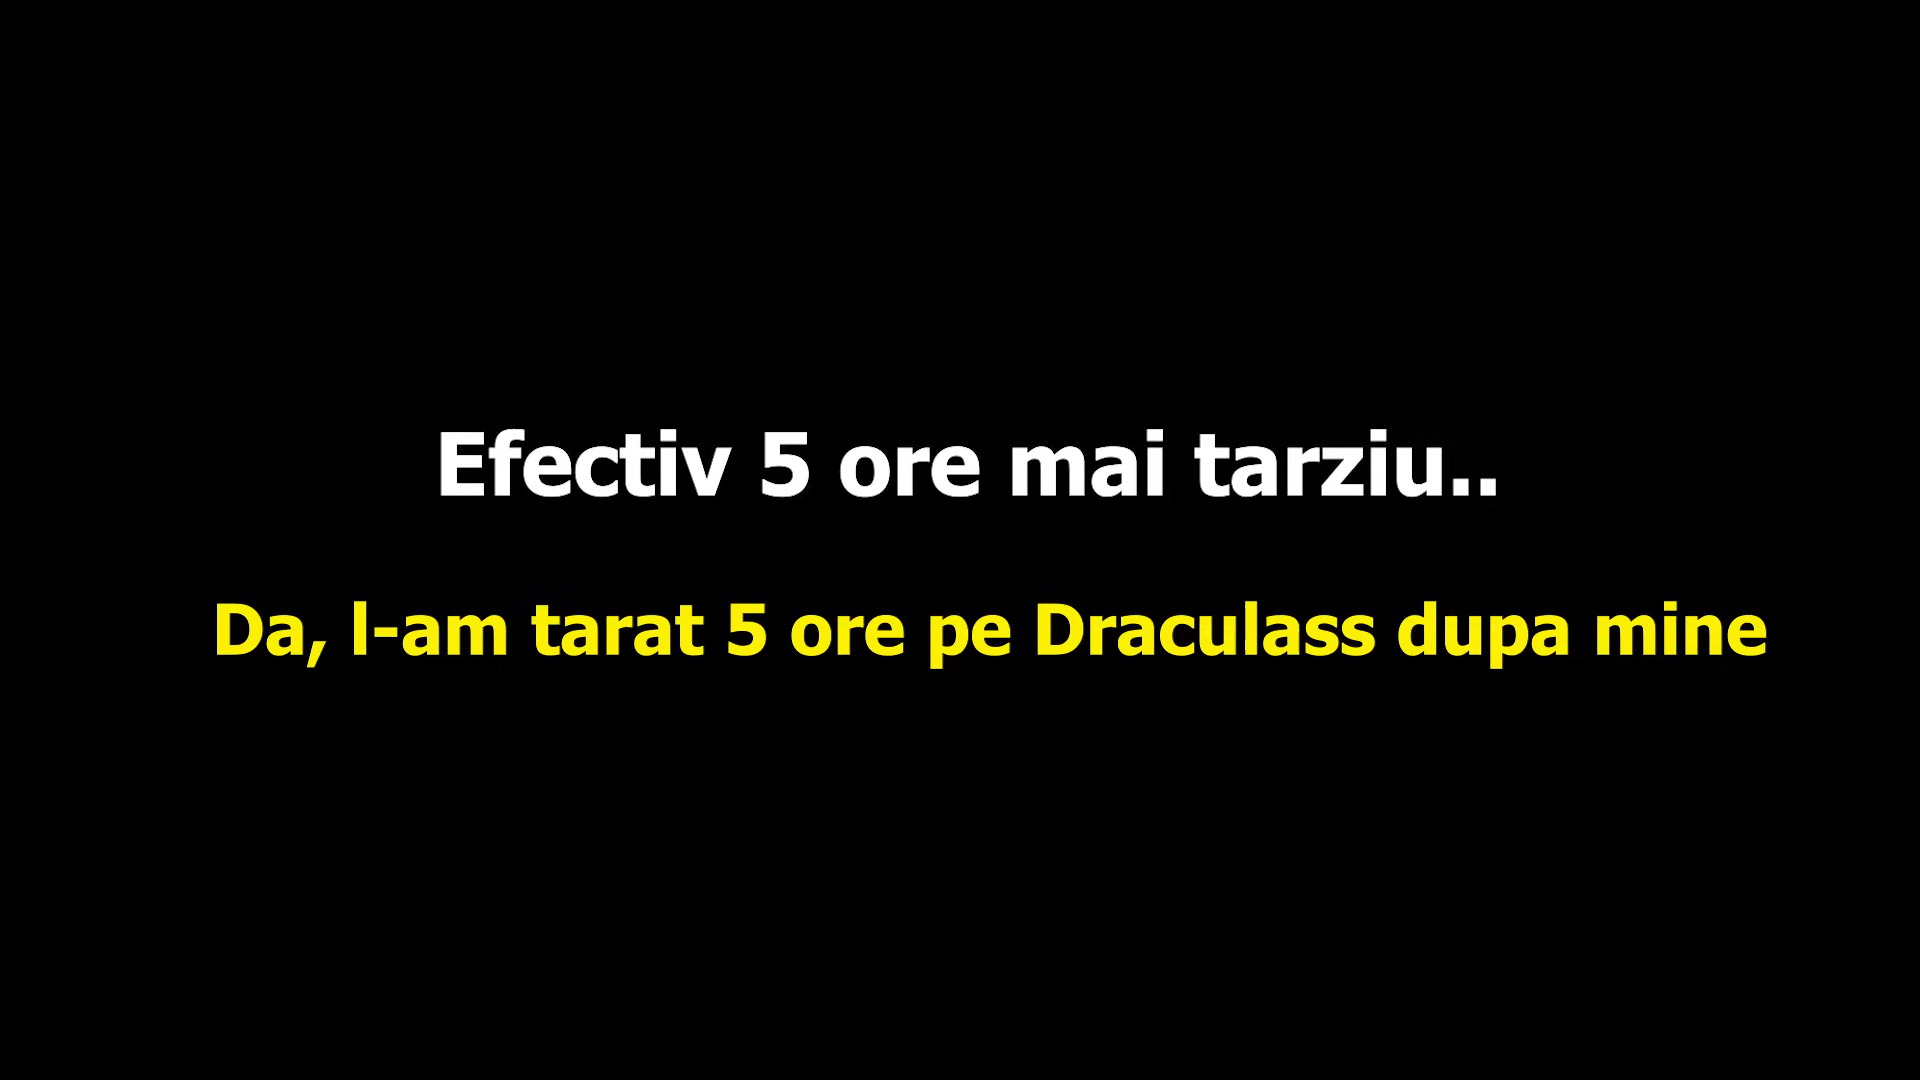 Efectiv 5 ore mai tarziu..
Da, l-am tarat 5 ore pe Draculass dupa mine